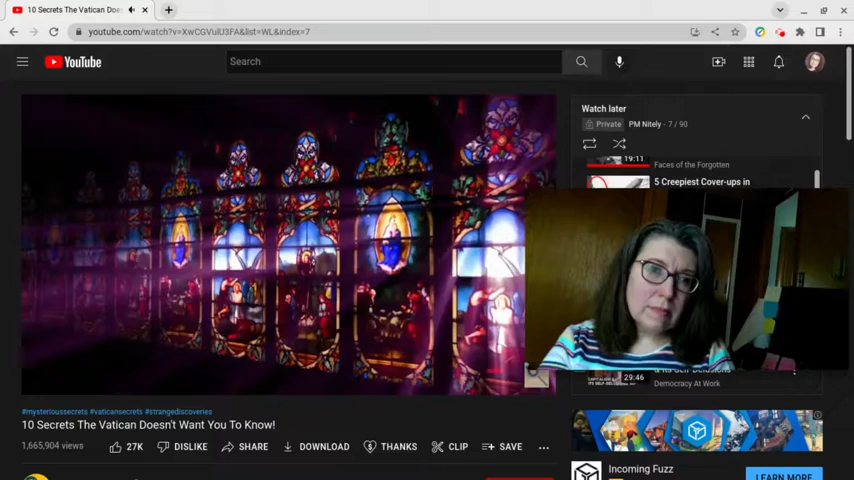 10 Secrets The Vatican Doesn't
youtube.com/watch?v=XwCGVulU3FA&list=WL&index=7
YouTube
Search
Watch later
Private PM Nitely - 7 / 90
19:11
Faces of the Forgotten
5 Creepiest Cover-ups in
29:46
Democracy At Work
#mysterioussecrets #vaticansecrets #strangediscoveries
10 Secrets The Vatican Doesn't Want You To Know!
1,665,904 views
27K
DISLIKE
SHARE
DOWNLOAD
THANKS
CLIP
SAVE
Incoming Fuzz
LEARN MORE